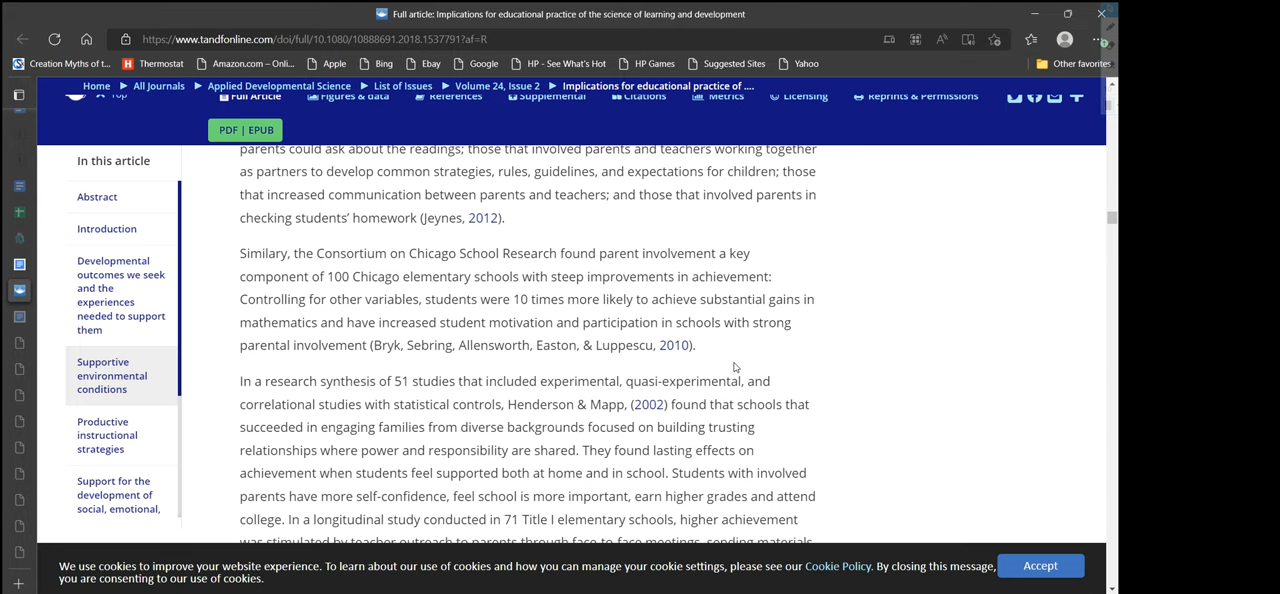 Full article: Implications for educational practice of the science of learning and development
https://www.tandfonline.com/doi/full/10.1080/10888691.2018.1537791?af=R
Creation Myths of t... Thermostat Amazon.com – Onli... Apple Bing Ebay Google HP - See What's Hot HP Games Suggested Sites Yahoo Other favorites
Home All Journals Applied Developmental Science List of Issues Volume 24, Issue 2 Implications for educational practice of ....
Top Full Article Figures & data References Supplemental Citations Metrics Licensing Reprints & Permissions
PDF | EPUB
In this article
Abstract
Introduction
Developmental
outcomes we seek
and the
experiences
needed to support
them
Supportive
environmental
conditions
Productive
instructional
strategies
Support for the
development of
social, emotional,
parents could ask about the readings; those that involved parents and teachers working together
as partners to develop common strategies, rules, guidelines, and expectations for children; those
that increased communication between parents and teachers; and those that involved parents in
checking students' homework (Jeynes, 2012).
Similary, the Consortium on Chicago School Research found parent involvement a key
component of 100 Chicago elementary schools with steep improvements in achievement:
Controlling for other variables, students were 10 times more likely to achieve substantial gains in
mathematics and have increased student motivation and participation in schools with strong
parental involvement (Bryk, Sebring, Allensworth, Easton, & Luppescu, 2010).
In a research synthesis of 51 studies that included experimental, quasi-experimental, and
correlational studies with statistical controls, Henderson & Mapp, (2002) found that schools that
succeeded in engaging families from diverse backgrounds focused on building trusting
relationships where power and responsibility are shared. They found lasting effects on
achievement when students feel supported both at home and in school. Students with involved
parents have more self-confidence, feel school is more important, earn higher grades and attend
college. In a longitudinal study conducted in 71 Title I elementary schools, higher achievement
was stimulated by teacher outreach to parents through face-to-face meetings, sending materials
We use cookies to improve your website experience. To learn about our use of cookies and how you can manage your cookie settings, please see our Cookie Policy. By closing this message,
you are consenting to our use of cookies.
Accept